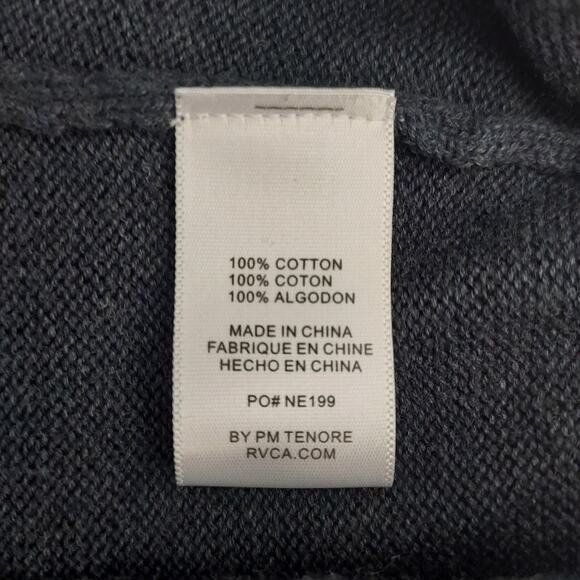 100% COTTON
100% COTON
100% ALGODON
MADE IN CHINA
FABRIQUE EN CHINE
HECHO EN CHINA
PO# NE199
BY PM TENORE
RVCA.COM